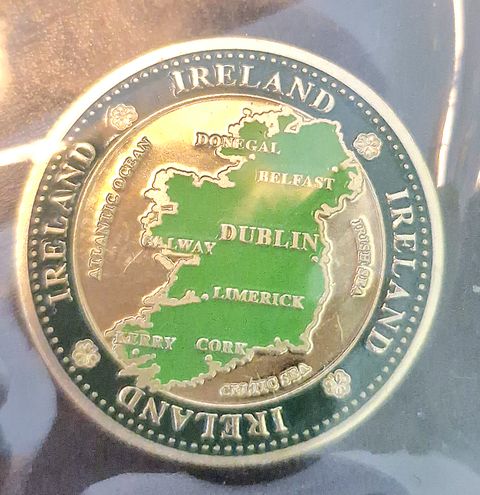 IRELAND
IRELAND
IRELAND
IRELAND
DONEGAL
BELFAST
ATLANTIC OCEAN
GALWAY
DUBLIN
IRISH SEA
LIMERICK
KERRY
CORK
CELTIC SEA